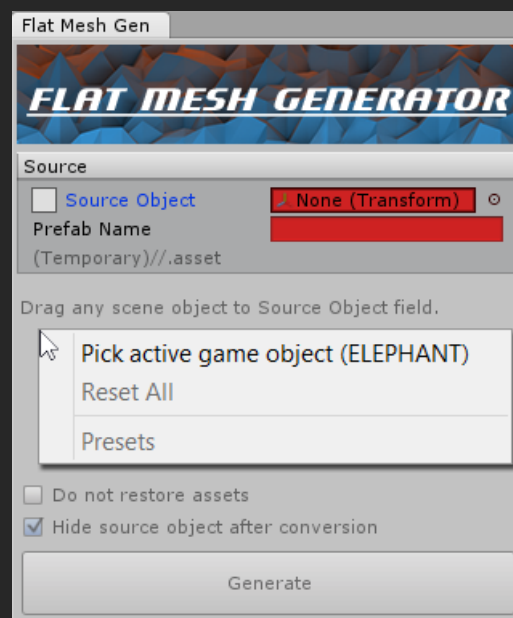 Flat Mesh Gen
FLAT MESH GENERATOR
Source
Source Object None (Transform)
Prefab Name
(Temporary)//.asset
Drag any scene object to Source Object field.
Pick active game object (ELEPHANT)
Reset All
Presets
Do not restore assets
Hide source object after conversion
Generate